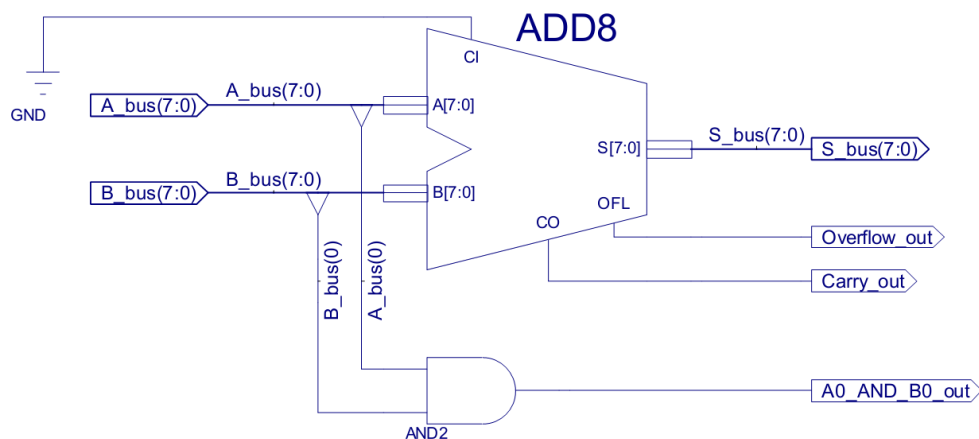 ADD8
CI
GND
A_bus(7:0)
A_bus(7:0)
A[7:0]
S[7:0]
S_bus(7:0)
S_bus(7:0)
B_bus(7:0)
B_bus(7:0)
B[7:0]
OFL
CO
Overflow_out
B_bus(0)
A_bus(0)
Carry_out
A0_AND_B0_out
AND2